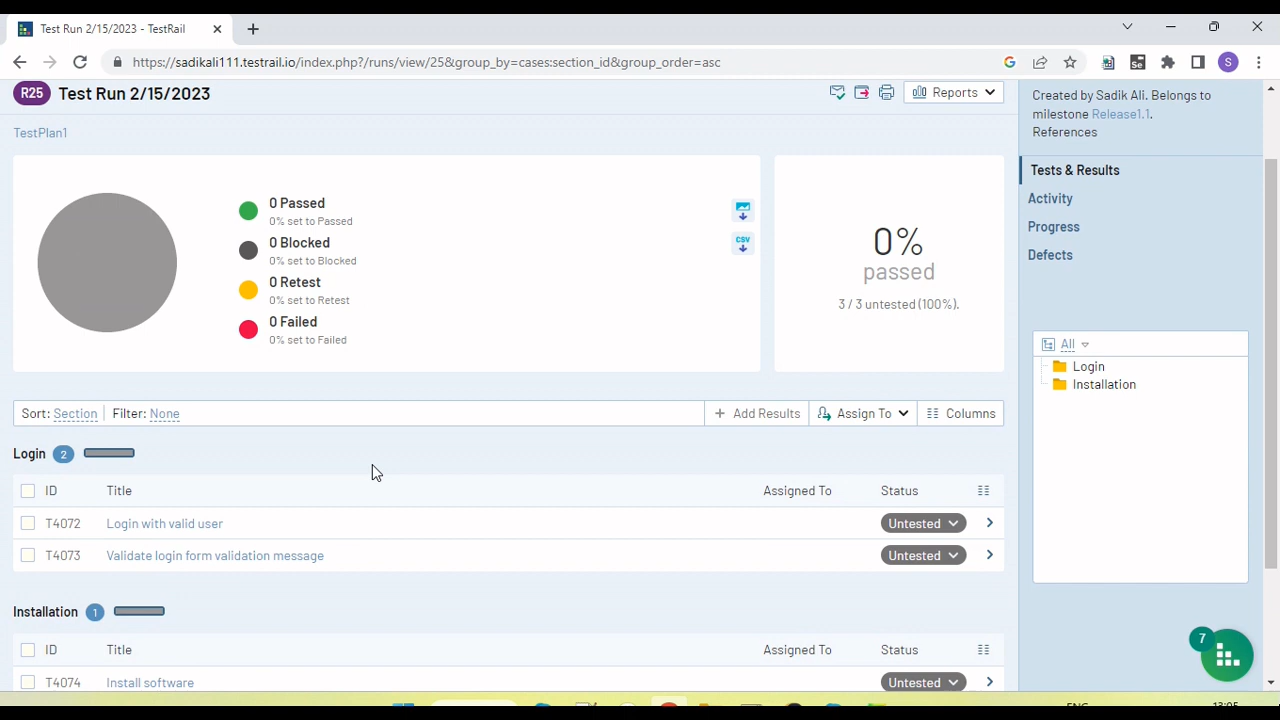 Test Run 2/15/2023 - TestRail
https://sadikali111.testrail.io/index.php?/runs/view/25&group_by=cases:section_id&group_order=asc
S
R25 Test Run 2/15/2023
Reports
TestPlan1
0 Passed
0% set to Passed
0 Blocked
0% set to Blocked
0 Retest
0% set to Retest
0 Failed
0% set to Failed
CSV
0%
passed
3 / 3 untested (100%).
Created by Sadik Ali. Belongs to
milestone Release1.1.
References
Tests & Results
Activity
Progress
Defects
All
Login
Installation
Sort: Section Filter: None
+ Add Results Assign To Columns
Login 2
ID Title Assigned To Status
T4072 Login with valid user Untested
T4073 Validate login form validation message Untested
Installation 1
ID Title Assigned To Status
T4074 Install software Untested
7